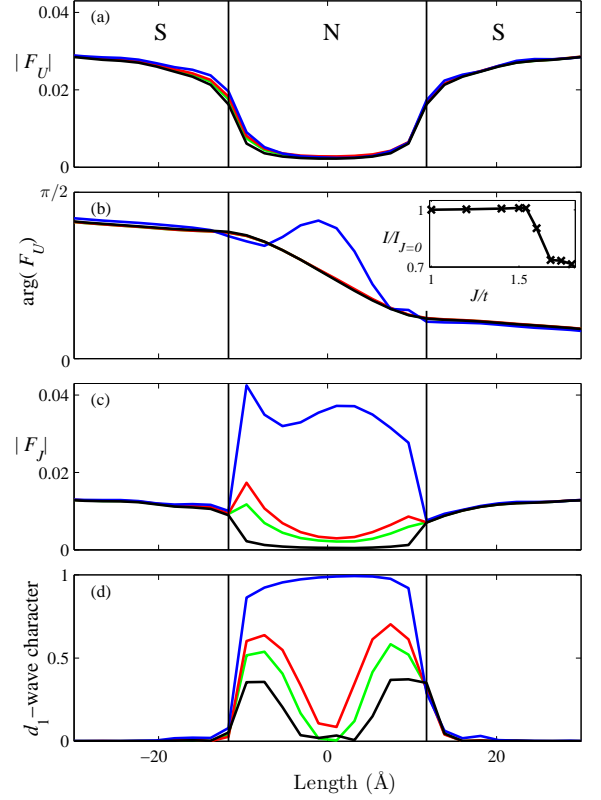 (a)
S
N
S
|F_U|
0.04
0.02
0
(b)
π/2
arg(F_U)
0
1
I/I_{J=0}
0.7
1
1.5
J/t
(c)
0.04
|F_J|
0.02
0
(d)
1
d_1-wave character
0.5
0
−20
0
20
Length (Å)